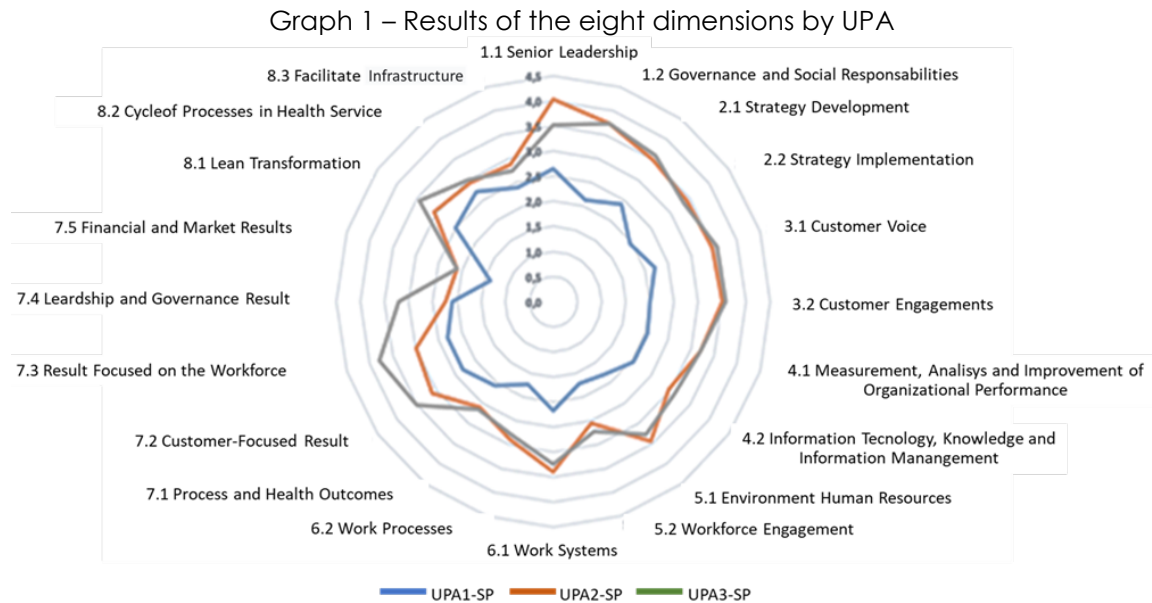 Graph 1 – Results of the eight dimensions by UPA
1.1 Senior Leadership
8.3 Facilitate Infrastructure
1.2 Governance and Social Responsabilities
8.2 Cycleof Processes in Health Service
2.1 Strategy Development
8.1 Lean Transformation
2.2 Strategy Implementation
7.5 Financial and Market Results
3.1 Customer Voice
7.4 Leardship and Governance Result
3.2 Customer Engagements
7.3 Result Focused on the Workforce
4.1 Measurement, Analisys and Improvement of
Organizational Performance
7.2 Customer-Focused Result
4.2 Information Tecnology, Knowledge and
Information Manangement
7.1 Process and Health Outcomes
5.1 Environment Human Resources
6.2 Work Processes
5.2 Workforce Engagement
6.1 Work Systems
4,5
4,0
3,5
3,0
2,5
2,0
1,5
1,0
0,5
0,0
UPA1-SP
UPA2-SP
UPA3-SP